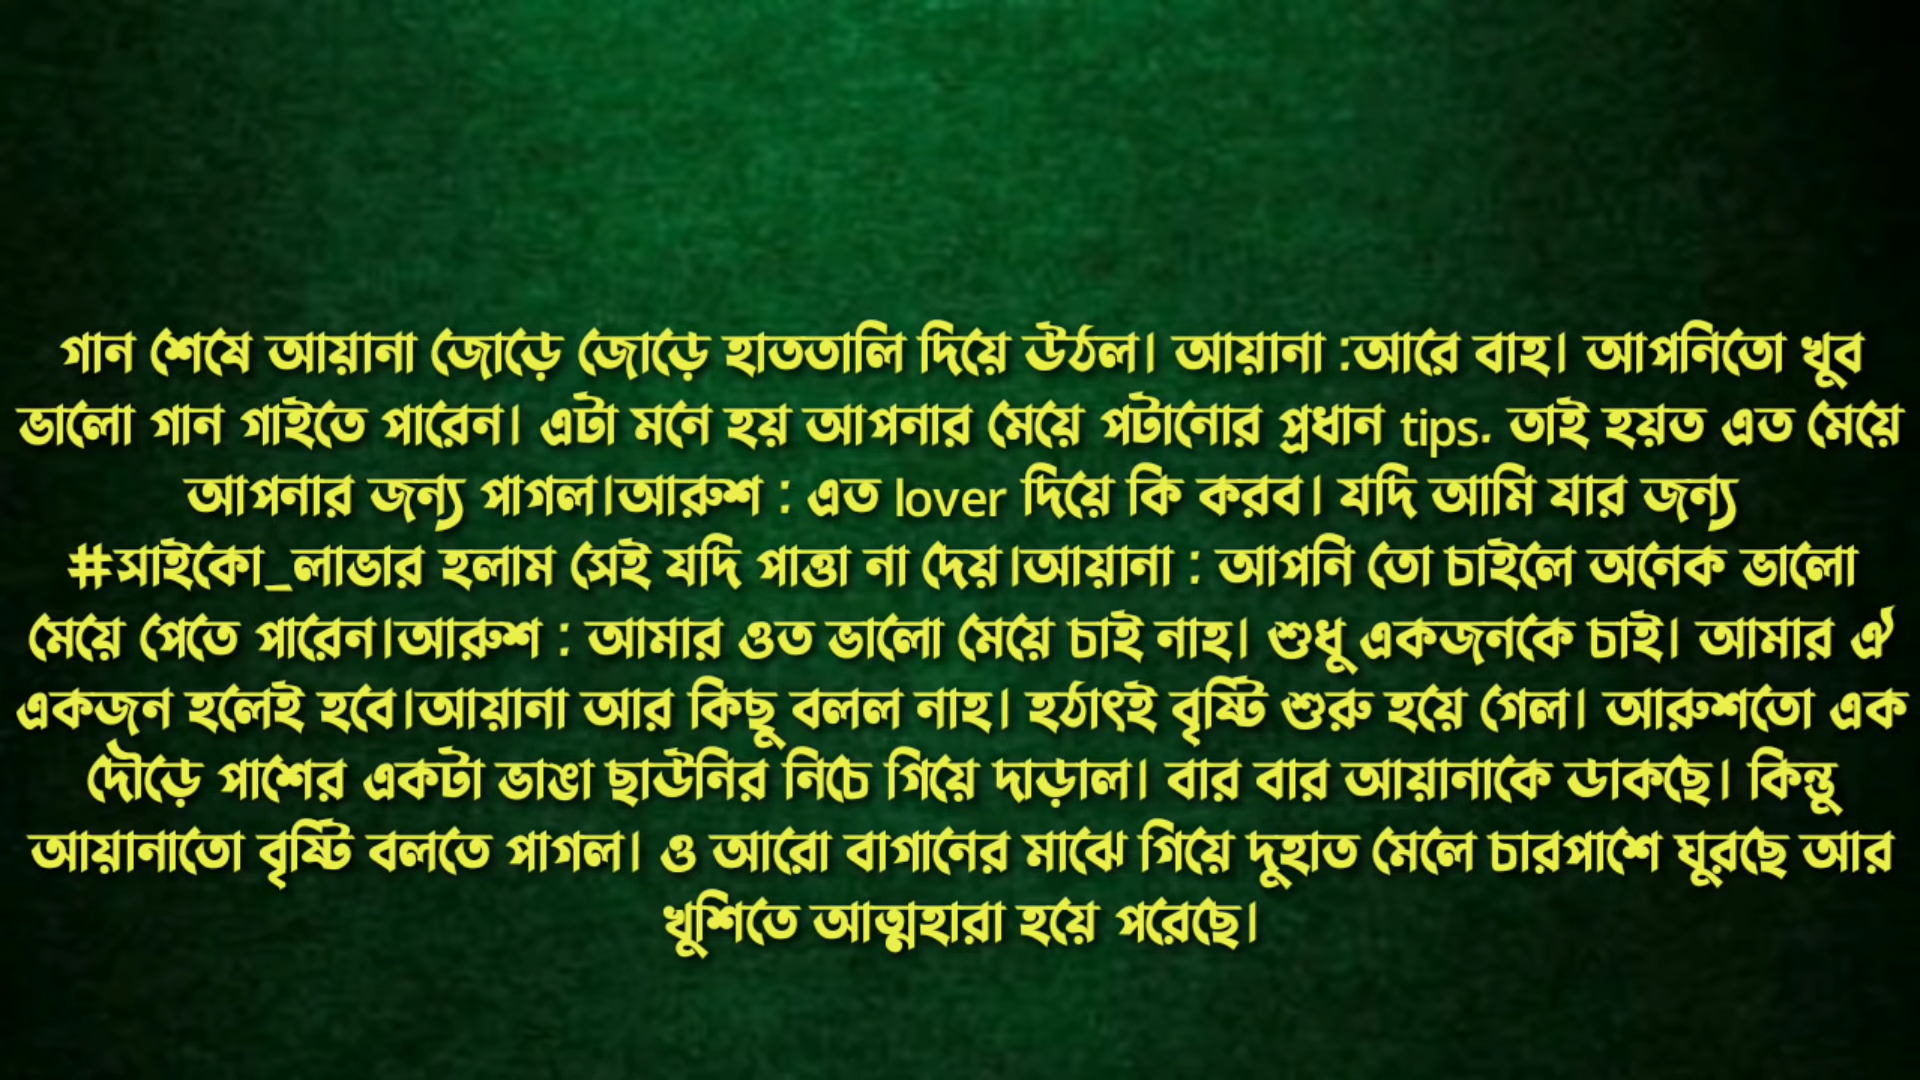 গান শেষে আয়ানা জোড়ে জোড়ে হাততালি দিয়ে উঠল। আয়ানা :আরে বাহ। আপনিতো খুব
ভালো গান গাইতে পারেন। এটা মনে হয় আপনার মেয়ে পটানোর প্রধান tips. তাই হয়ত এত মেয়ে
আপনার জন্য পাগল।আরুশ : এত lover দিয়ে কি করব। যদি আমি যার জন্য
#সাইকো_লাভার হলাম সেই যদি পাত্তা না দেয়।আয়ানা : আপনি তো চাইলে অনেক ভালো
মেয়ে পেতে পারেন।আরুশ : আমার ওত ভালো মেয়ে চাই নাহ। শুধু একজনকে চাই। আমার ঐ
একজন হলেই হবে।আয়ানা আর কিছু বলল নাহ। হঠাৎই বৃষ্টি শুরু হয়ে গেল। আরুশতো এক
দৌড়ে পাশের একটা ভাঙা ছাউনির নিচে গিয়ে দাড়াল। বার বার আয়ানাকে ডাকছে। কিন্তু
আয়ানাতো বৃষ্টি বলতে পাগল। ও আরো বাগানের মাঝে গিয়ে দুহাত মেলে চারপাশে ঘুরছে আর
খুশিতে আত্মহারা হয়ে পরেছে।